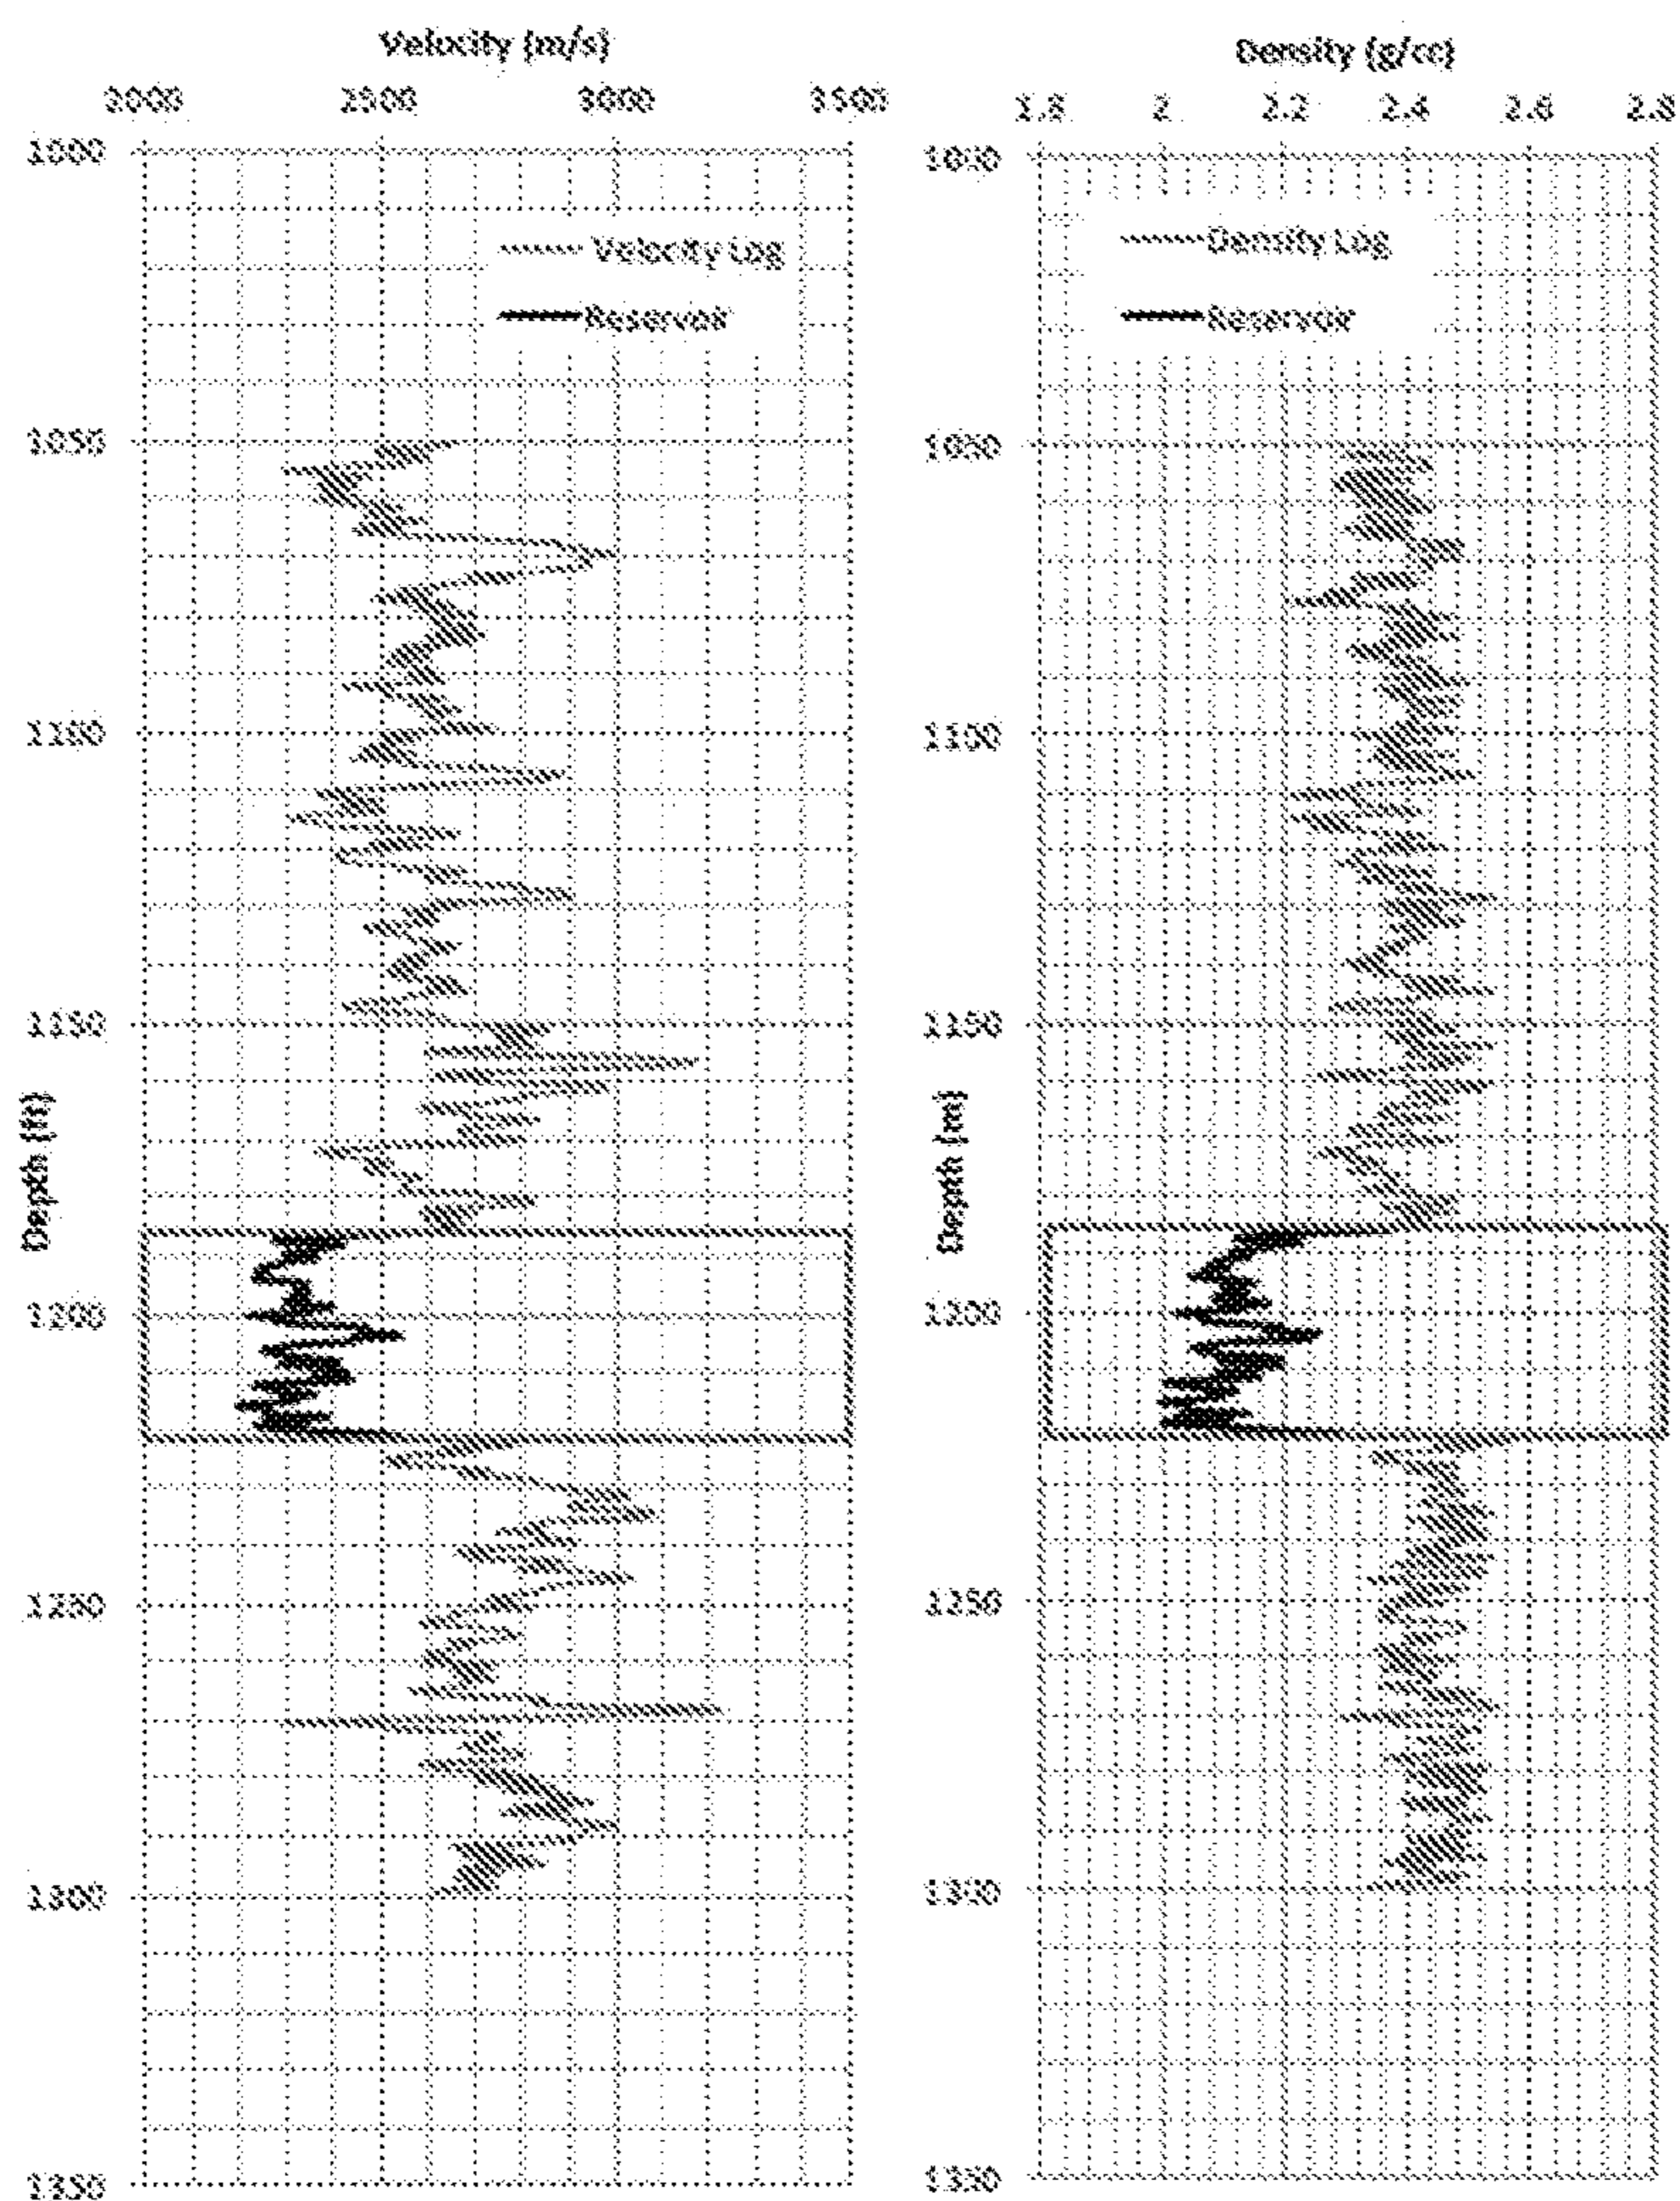 Velocity (m/s)
2000 2500 3000 3500
1000
Velocity Log
Reservoir
1050
1100
1150
Depth (ft)
1200
1250
1300
1350
Density (g/cc)
1.8 2 2.2 2.4 2.6 2.8
1000
Density Log
Reservoir
1050
1100
1150
Depth (m)
1200
1250
1300
1350